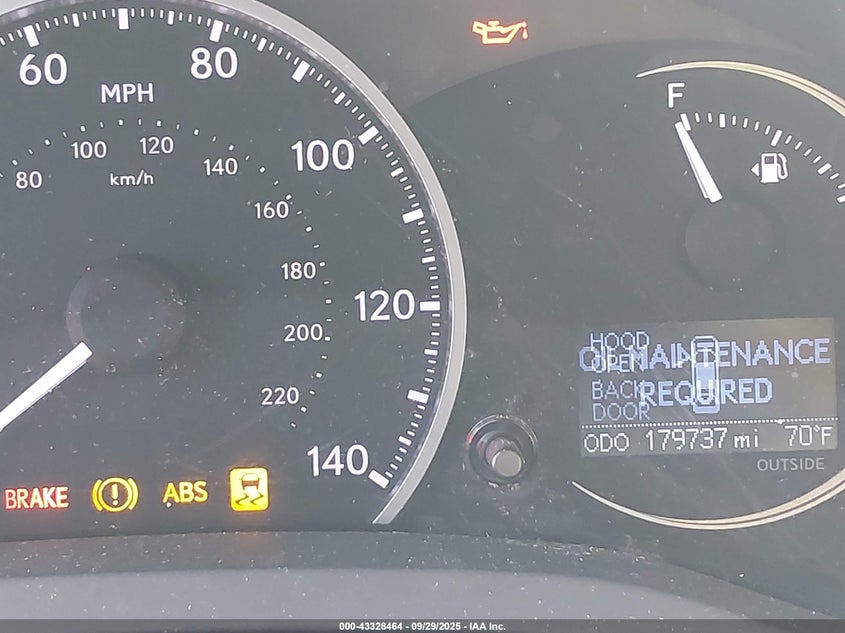 60
80
MPH
F
80
100
120
140
km/h
100
160
180
120
200
220
140
HOOD
OPEN
OIL MAINTENANCE
BACK
DOOR
REQUIRED
ODO 179737 mi 70°F
OUTSIDE
BRAKE
ABS
000-43328464 - 09/29/2025 - IAA Inc.